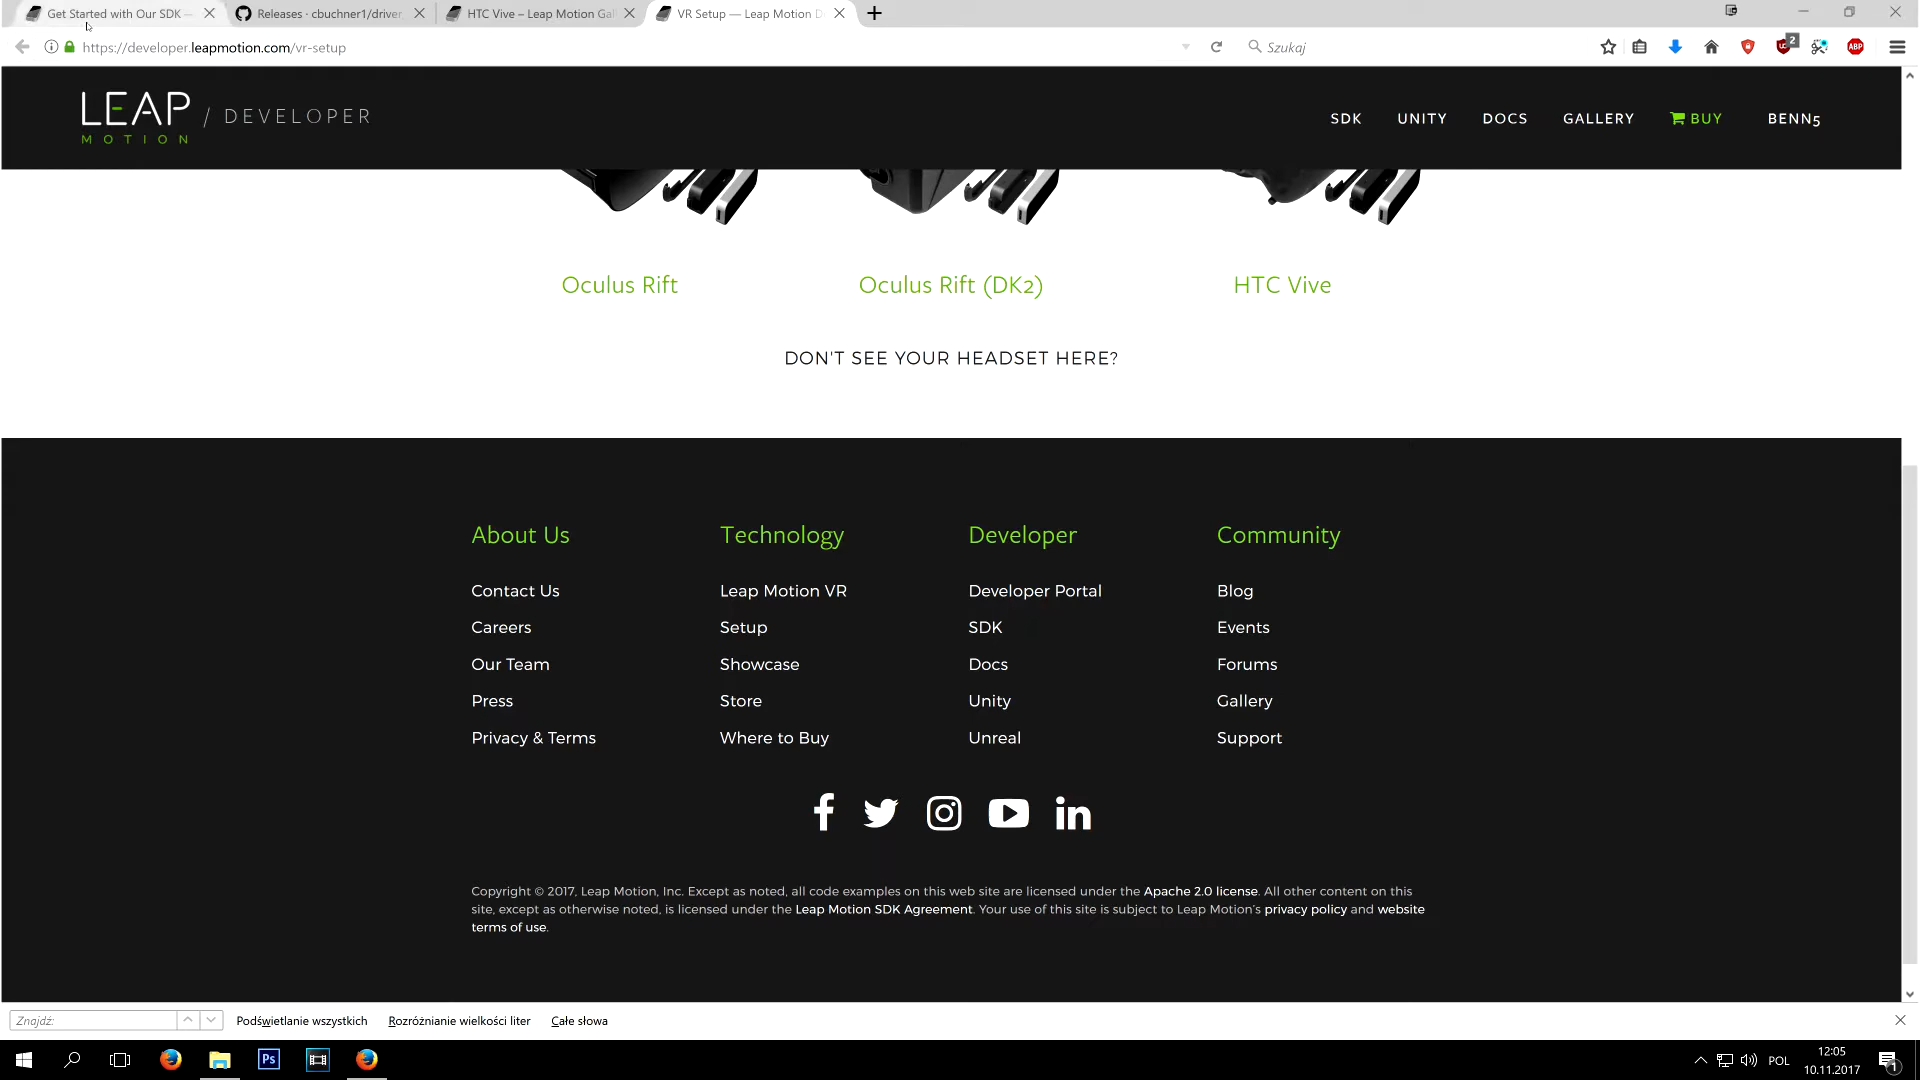 Get Started with Our SDK —
Releases · cbuchner1/driver
HTC Vive – Leap Motion Gal
VR Setup — Leap Motion D
https://developer.leapmotion.com/vr-setup
Szukaj
2
ABP
LEAP MOTION / DEVELOPER
SDK
UNITY
DOCS
GALLERY
BUY
BENN5
Oculus Rift
Oculus Rift (DK2)
HTC Vive
DON'T SEE YOUR HEADSET HERE?
About Us
Contact Us
Careers
Our Team
Press
Privacy & Terms
Technology
Leap Motion VR
Setup
Showcase
Store
Where to Buy
Developer
Developer Portal
SDK
Docs
Unity
Unreal
Community
Blog
Events
Forums
Gallery
Support
Copyright © 2017, Leap Motion, Inc. Except as noted, all code examples on this web site are licensed under the Apache 2.0 license. All other content on this
site, except as otherwise noted, is licensed under the Leap Motion SDK Agreement. Your use of this site is subject to Leap Motion's privacy policy and website
terms of use.
Znajdź:
Podświetlanie wszystkich
Rozróżnianie wielkości liter
Całe słowa
Ps
POL
12:05
10.11.2017
1